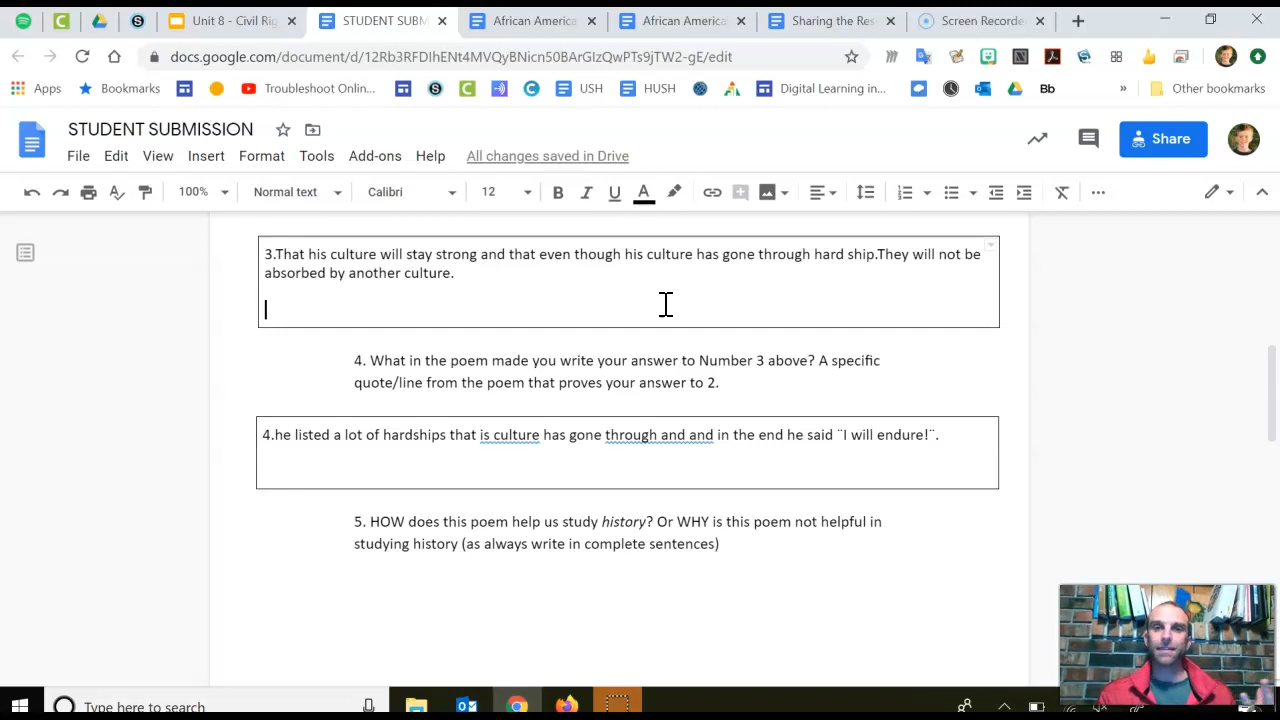 Unit 8 - Civil Rig
STUDENT SUBM
African America
African America
Sharing the Res
Screen Recorde
docs.google.com/document/d/12Rb3RFDIhENt4MVQyBNicn50BArGIzQwPTs9jTW2-gE/edit
Apps
Bookmarks
Troubleshoot Onlin...
USH
HUSH
Digital Learning in...
Bb
»
Other bookmarks
STUDENT SUBMISSION
Share
File Edit View Insert Format Tools Add-ons Help All changes saved in Drive
100% Normal text Calibri 12 B I U A
3.That his culture will stay strong and that even though his culture has gone through hard ship.They will not be
absorbed by another culture.
4. What in the poem made you write your answer to Number 3 above? A specific
quote/line from the poem that proves your answer to 2.
4.he listed a lot of hardships that is culture has gone through and and in the end he said ¨I will endure!¨.
5. HOW does this poem help us study history? Or WHY is this poem not helpful in
studying history (as always write in complete sentences)
Type here to search